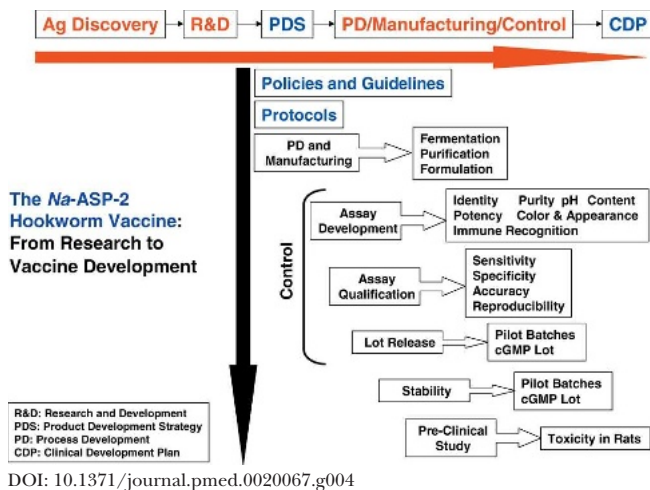 Ag Discovery R&D PDS PD/Manufacturing/Control CDP
Policies and Guidelines
Protocols
PD and
Manufacturing
Fermentation
Purification
Formulation
The Na-ASP-2
Hookworm Vaccine:
From Research to
Vaccine Development
Control
Assay
Development
Identity Purity pH Content
Potency Color & Appearance
Immune Recognition
Assay
Qualification
Sensitivity
Specificity
Accuracy
Reproducibility
Lot Release
Pilot Batches
cGMP Lot
Stability
Pilot Batches
cGMP Lot
Pre-Clinical
Study
Toxicity in Rats
R&D: Research and Development
PDS: Product Development Strategy
PD: Process Development
CDP: Clinical Development Plan
DOI: 10.1371/journal.pmed.0020067.g004